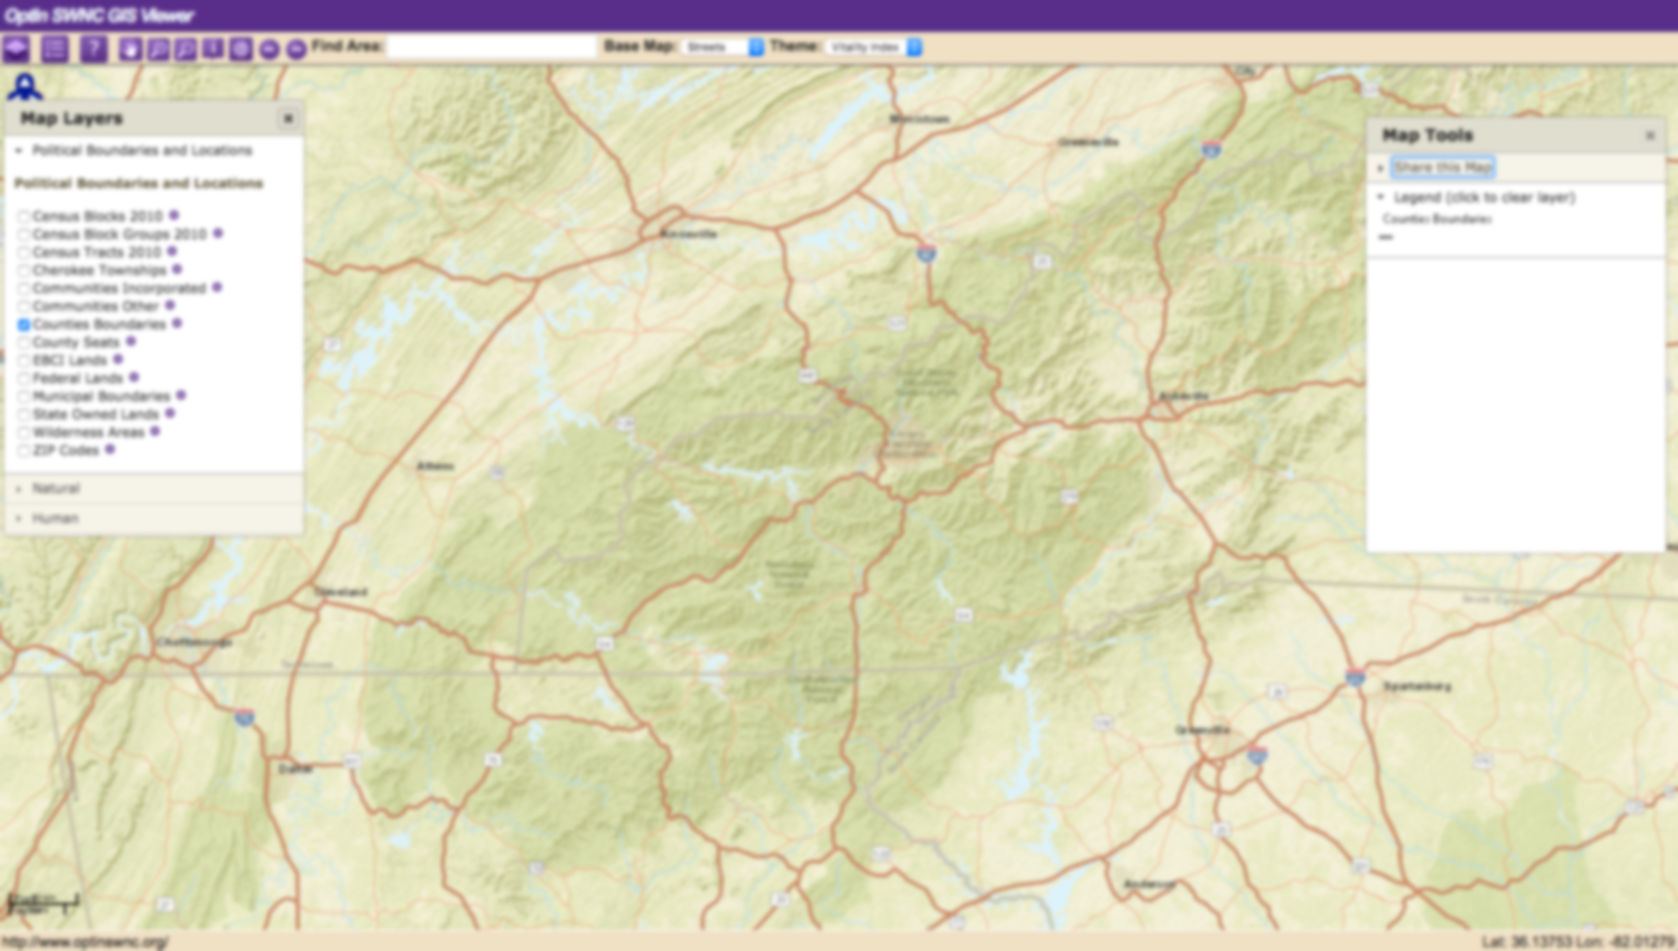 OptIn SWNC GIS Viewer
Find Area:
Base Map: Streets
Theme: Vitality Index
Map Layers
Political Boundaries and Locations
Political Boundaries and Locations
Census Blocks 2010
Census Block Groups 2010
Census Tracts 2010
Cherokee Townships
Communities Incorporated
Communities Other
Counties Boundaries
County Seats
EBCI Lands
Federal Lands
Municipal Boundaries
State Owned Lands
Wilderness Areas
ZIP Codes
Natural
Human
Map Tools
Share this Map
Legend (click to clear layer)
Counties Boundaries
City
Morristown
Greeneville
Knoxville
Asheville
Athens
Cleveland
Chattanooga
Tennessee
Spartanburg
Greenville
Dalton
Anderson
http://www.optinswnc.org/
Lat: 36.13753 Lon: -82.01270